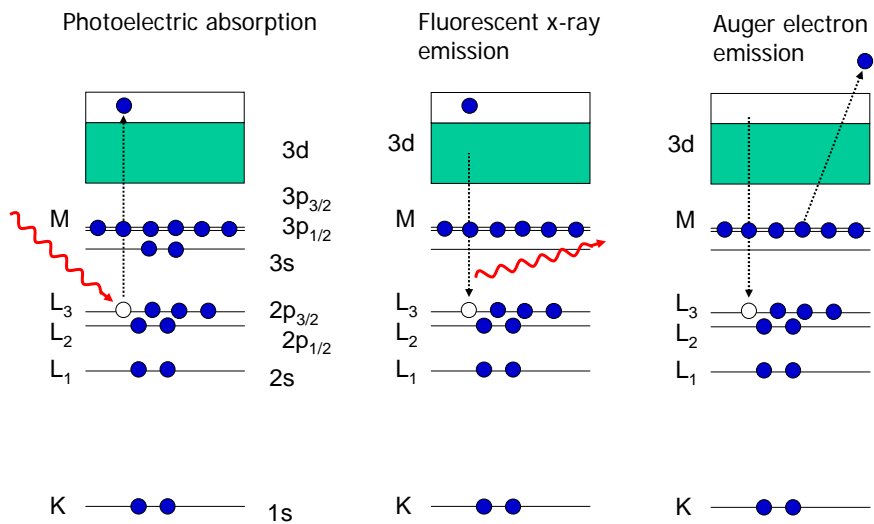 Photoelectric absorption
Fluorescent x-ray
emission
Auger electron
emission
3d
3p3/2
M
3p1/2
3s
L3
2p3/2
L2
2p1/2
L1
2s
K
1s
3d
M
L3
L2
L1
K
3d
M
L3
L2
L1
K